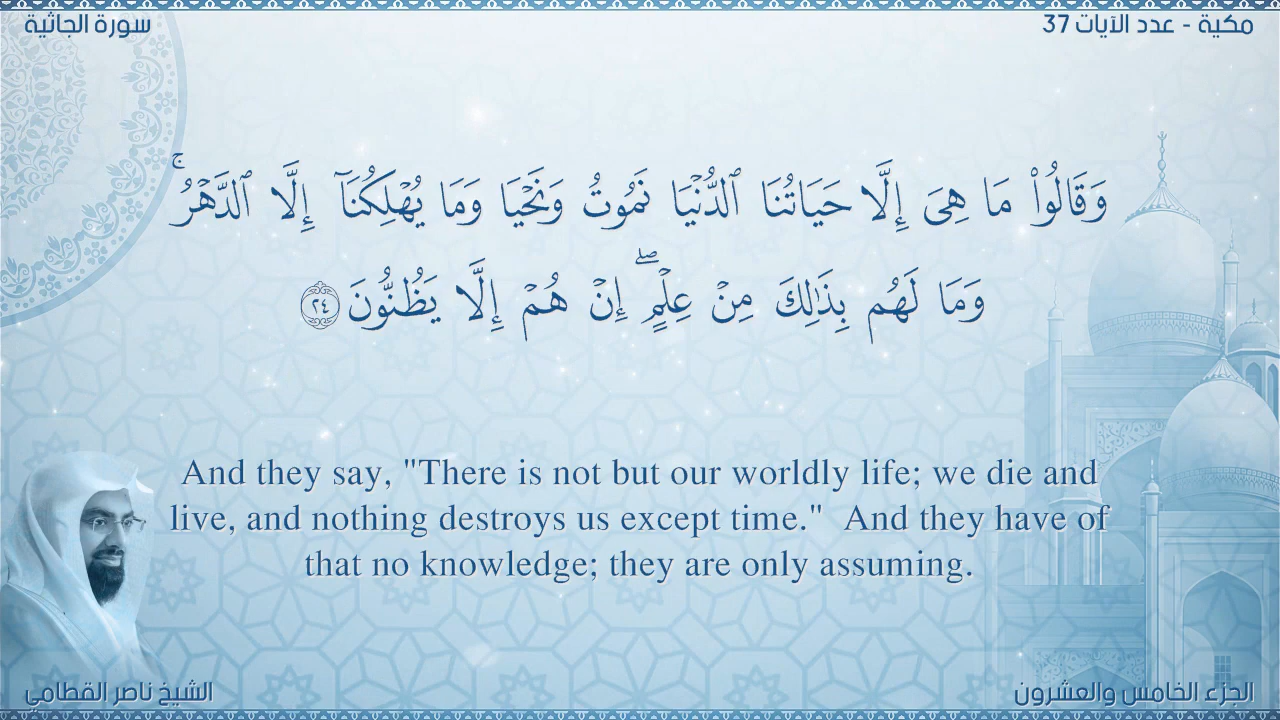 سورة الجاثية
مكية - عدد الآيات 37
وَقَالُوا۟ مَا هِىَ إِلَّا حَيَاتُنَا ٱلدُّنْيَا نَمُوتُ وَنَحْيَا وَمَا يُهْلِكُنَآ إِلَّا ٱلدَّهْرُ ۚ
وَمَا لَهُم بِذَٰلِكَ مِنْ عِلْمٍ ۖ إِنْ هُمْ إِلَّا يَظُنُّونَ ٢٤
And they say, "There is not but our worldly life; we die and
live, and nothing destroys us except time."  And they have of
that no knowledge; they are only assuming.
الشيخ ناصر القطامي
الجزء الخامس والعشرون